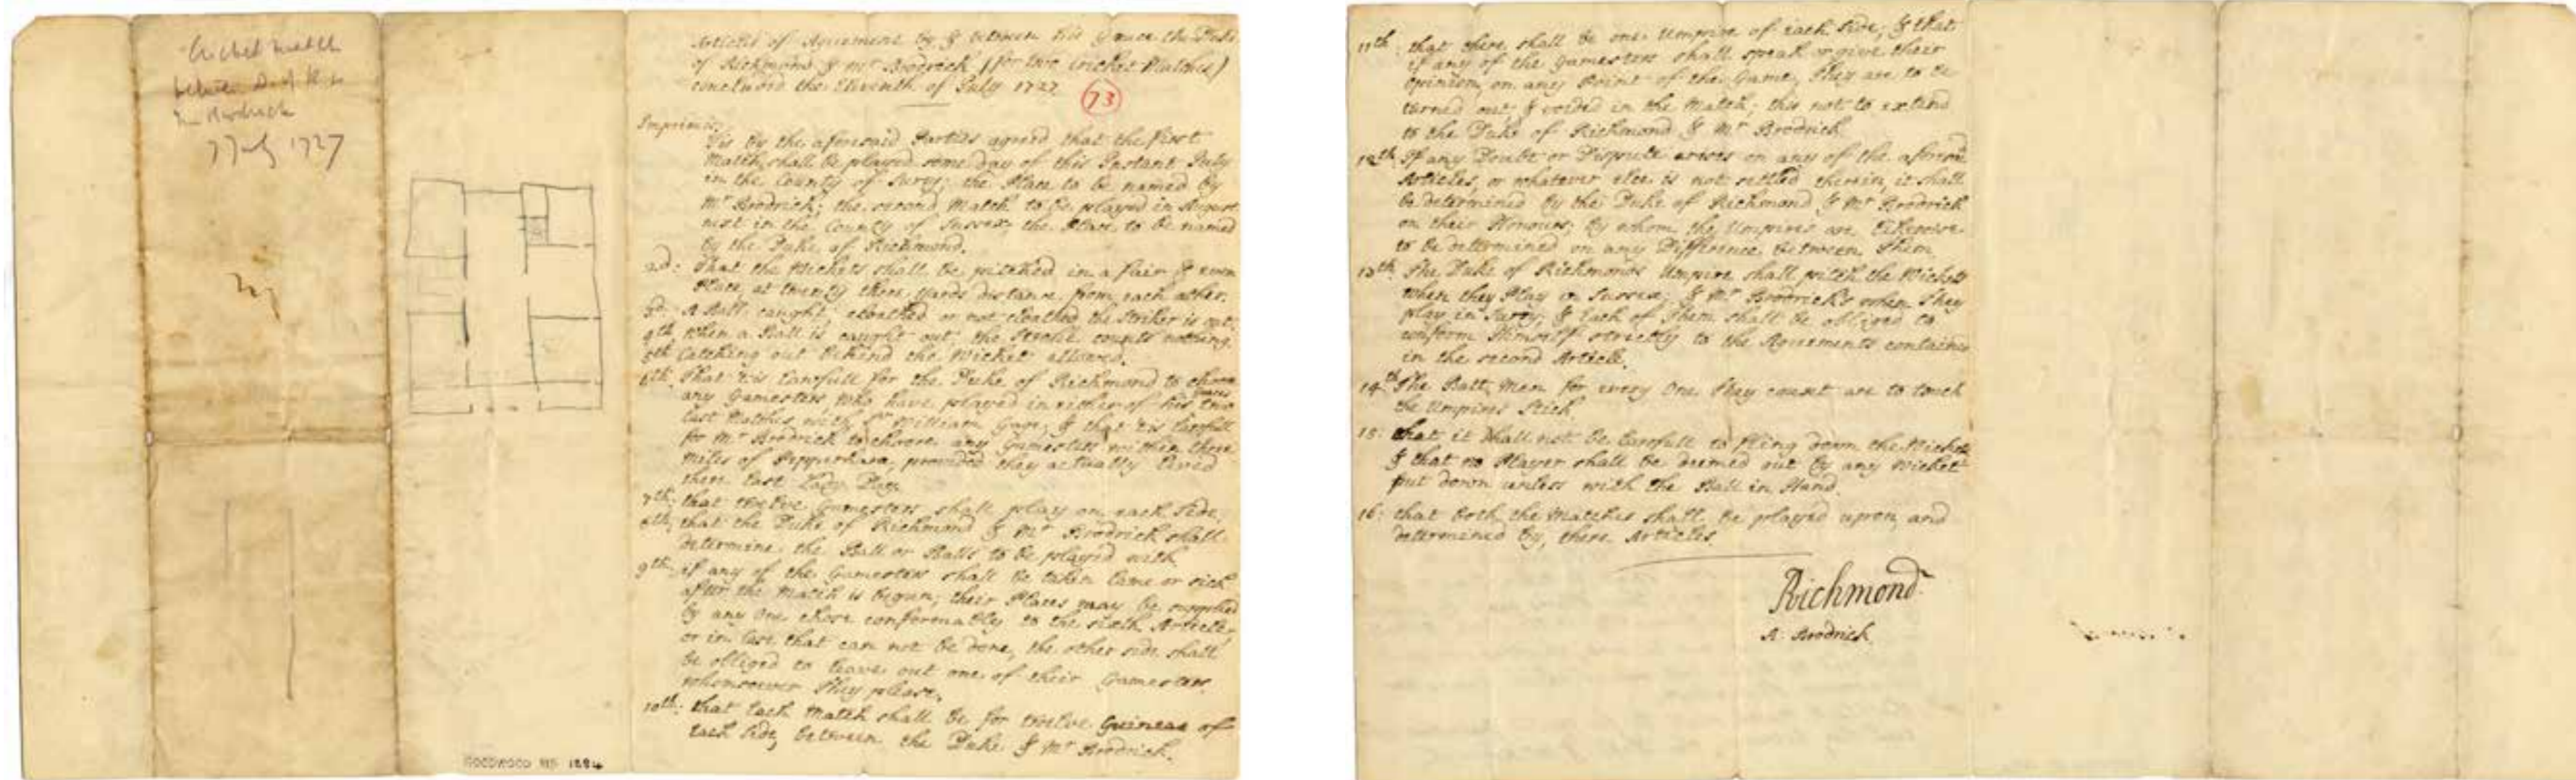 Cricket match
between D. of R &
Mr Brodrick
July 1727
Articles of Agreement by & between his Grace the Duke
of Richmond & Mr Brodrick (for two Cricket Matches)
concluded the Eleventh of July 1727
73
Imprimis,
'Tis by the aforesaid Parties agreed that the first
Match shall be played some day of this Instant July
in the County of Surry; the Place to be named by
Mr Brodrick; the second Match to be played in August
next in the County of Sussex; the Place to be named
by the Duke of Richmond.
2d: That the Wickets shall be pitched in a fair & even
Place, at twenty three yards distance from each other.
3d: A Ball caught, cloathed or not cloathed the Striker is out.
4th When a Ball is caught out, the Stroke counts nothing.
5th Catching out behind the Wicket allowed.
6th That 'tis Lawfull for the Duke of Richmond to choose
any Gamesters who have played in either of his Graces two
last Matches with Sr William Gage; & that 'tis Lawfull
for Mr Brodrick to choose any Gamesters within three
Miles of Pepperhara, provided they actually lived
there last Lady Day.
7th: that twelve Gamesters shall play on each side.
8th: that the Duke of Richmond & Mr Brodrick shall
determine the Ball or Balls to be played with.
9th: if any of the Gamesters shall be taken lame or sick
after the Match is begun, their Places may be supplied
by any One chose conformably to the sixth Article,
or in Case that can not be done, the other side shall
be obliged to leave out one of their Gamesters
whomsoever they please.
10th: that each Match shall be for twelve Guineas of
each Side, between the Duke & Mr Brodrick.
GOODWOOD MS 1884
11th: that there shall be one Umpire of each Side; & that
if any of the Gamesters shall speak or give their
Opinion, on any Point of the Game, they are to be
turned out, & voided in the Match; this not to extend
to the Duke of Richmond & Mr Brodrick
12th If any Doubt or Dispute arises on any of the aforesd
Articles, or whatever else is not settled therein, it shall
be determined by the Duke of Richmond & Mr Brodrick
on their Honours; by whom the Umpires are likewise
to be determined on any Difference between Them
13th The Duke of Richmonds Umpire shall pitch the Wickets
when they Play in Sussex; & Mr Brodricks when they
play in Surry; & Each of Them shall be obliged to
conform Himself strictly to the Agreements contained
in the second Article.
14th The Batt Men for every One they count are to touch
the Umpires Stick
15: that it shall not be Lawfull to fling down the Wickets
& that no Player shall be deemed out by any Wicket
put down unless with the Ball in Hand.
16: that both the Matches shall be played upon, and
determined by, these Articles.
Richmond
A. Brodrick